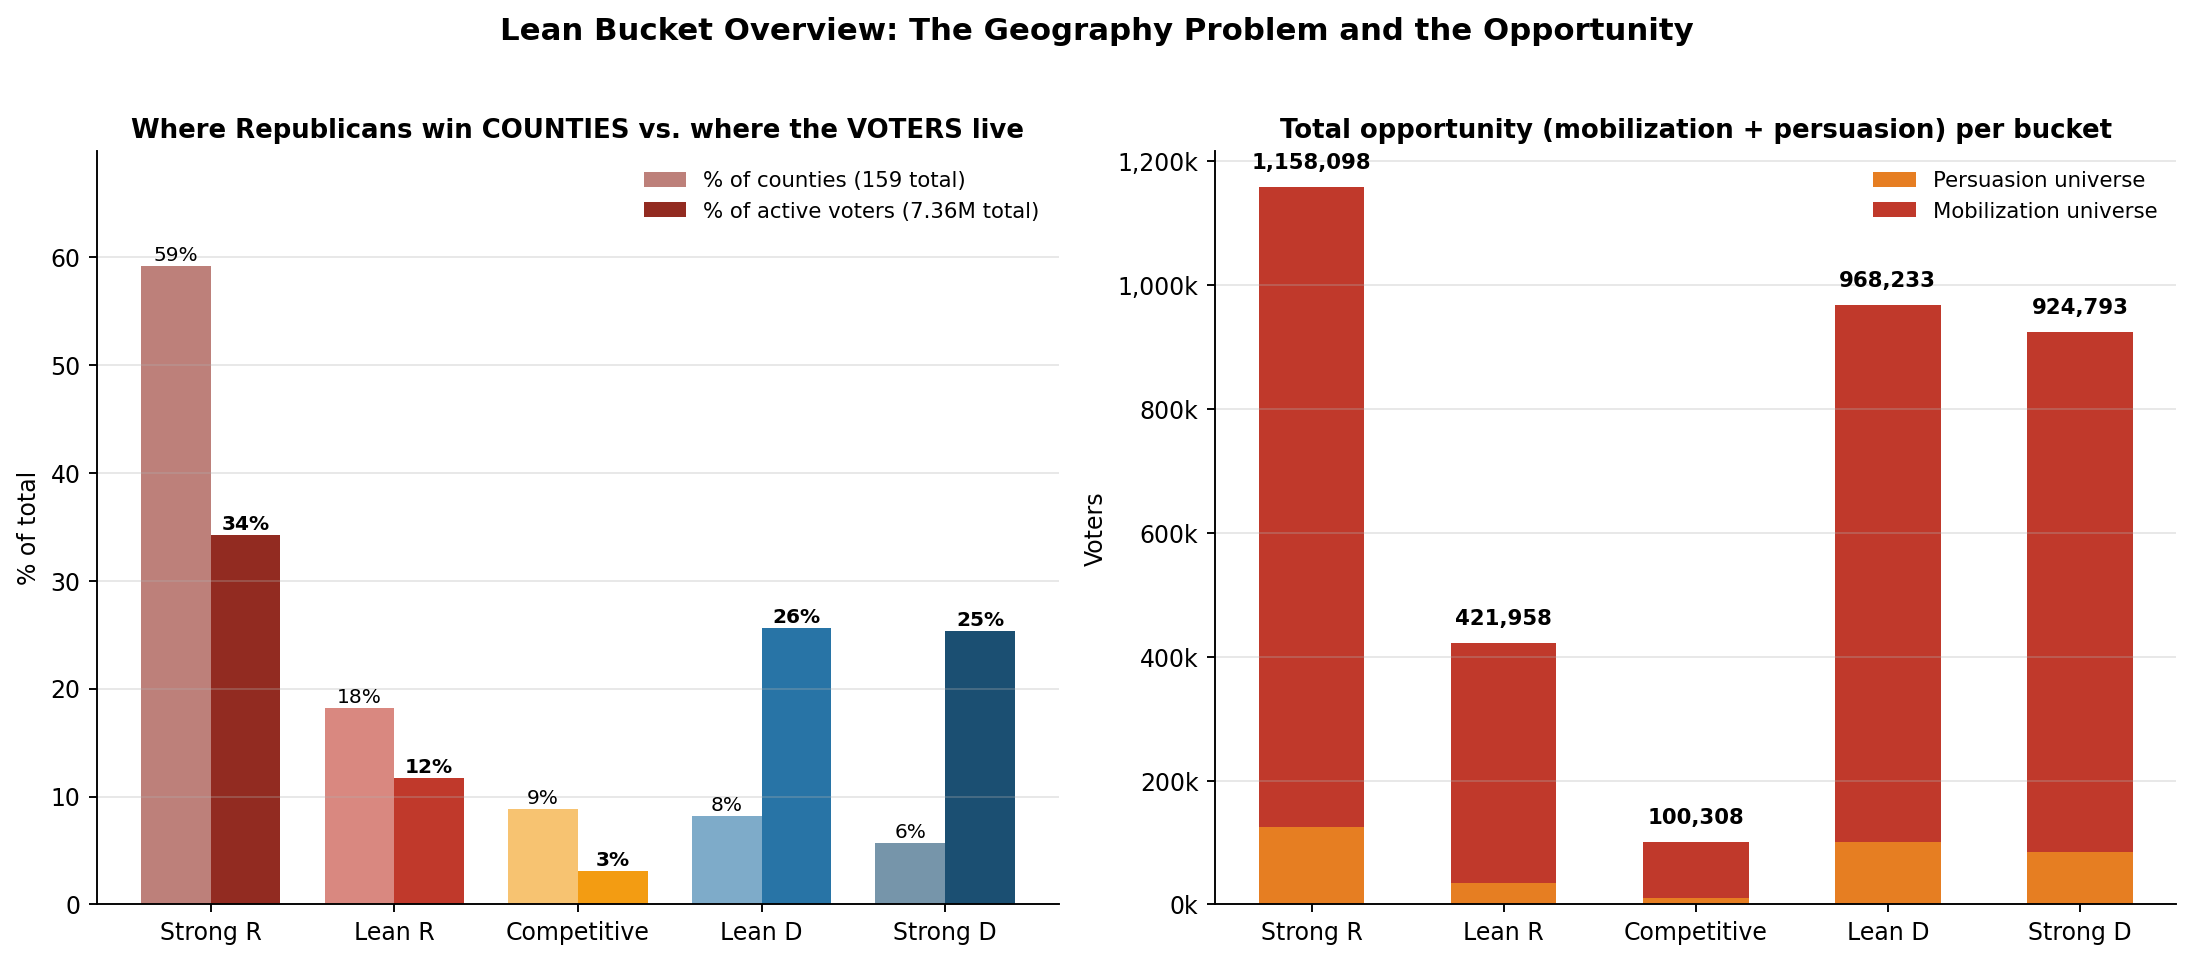 Lean Bucket Overview: The Geography Problem and the Opportunity
Where Republicans win COUNTIES vs. where the VOTERS live
% of counties (159 total)
% of active voters (7.36M total)
% of total
60
50
40
30
20
10
0
59%
34%
18%
12%
9%
3%
8%
26%
6%
25%
Strong R
Lean R
Competitive
Lean D
Strong D
Total opportunity (mobilization + persuasion) per bucket
Persuasion universe
Mobilization universe
Voters
1,200k
1,000k
800k
600k
400k
200k
0k
1,158,098
421,958
100,308
968,233
924,793
Strong R
Lean R
Competitive
Lean D
Strong D